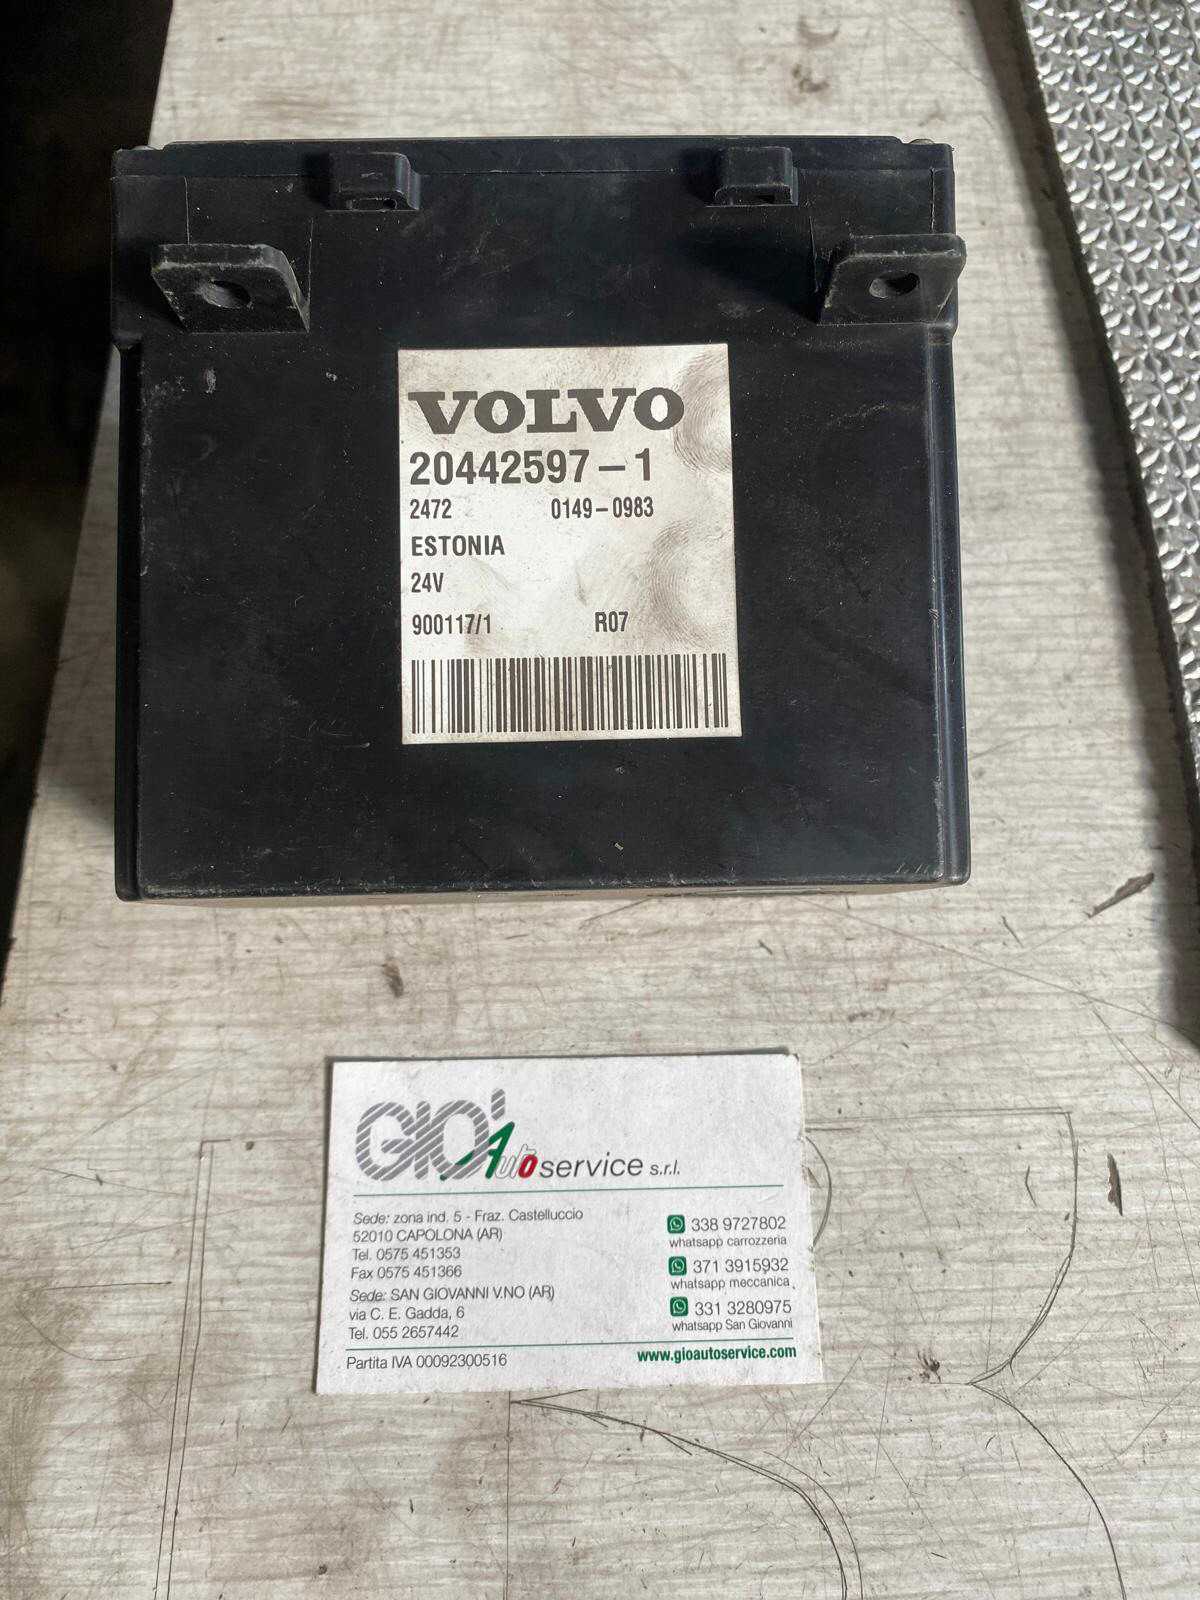 VOLVO
20442597-1
2472 0149-0983
ESTONIA
24V
900117/1 R07
GIO' Auto service s.r.l.
Sede: zona ind. 5 - Fraz. Castelluccio
52010 CAPOLONA (AR)
Tel. 0575 451353
Fax 0575 451366
Sede: SAN GIOVANNI V.NO (AR)
via C. E. Gadda, 6
Tel. 055 2657442
338 9727802
whatsapp carrozzeria
371 3915932
whatsapp meccanica
331 3280975
whatsapp San Giovanni
Partita IVA 00092300516
www.gioautoservice.com